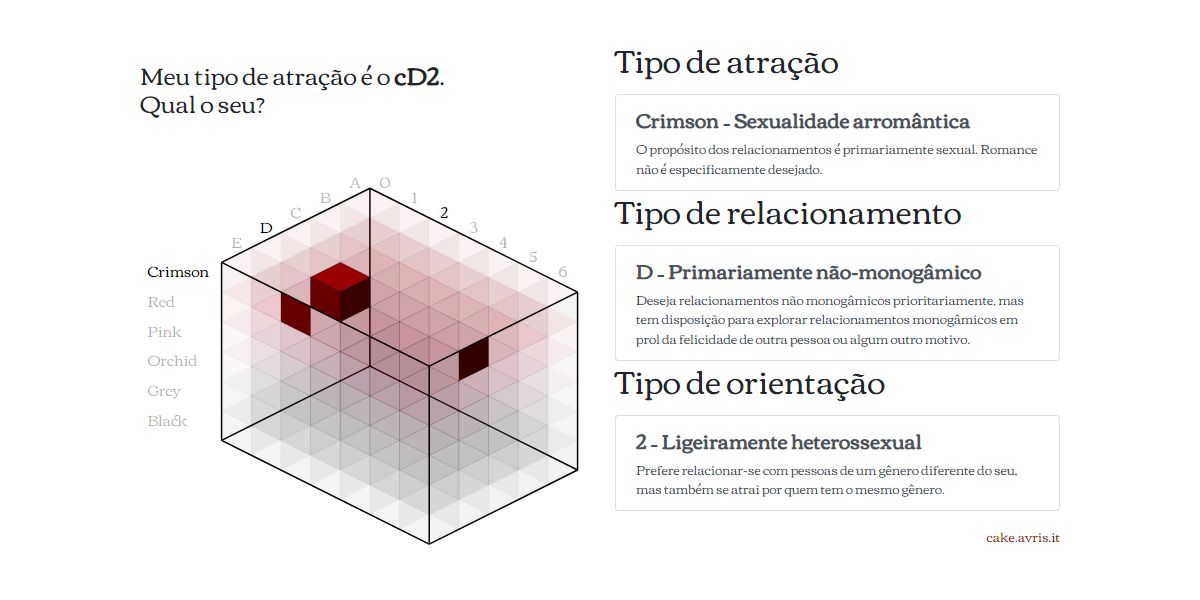 Meu tipo de atração é o cD2.
Qual o seu?
A
B
C
D
E
0
1
2
3
4
5
6
Crimson
Red
Pink
Orchid
Grey
Black
Tipo de atração
Crimson - Sexualidade arromântica
O propósito dos relacionamentos é primariamente sexual. Romance
não é especificamente desejado.
Tipo de relacionamento
D - Primariamente não-monogâmico
Deseja relacionamentos não monogâmicos prioritariamente, mas
tem disposição para explorar relacionamentos monogâmicos em
prol da felicidade de outra pessoa ou algum outro motivo.
Tipo de orientação
2 - Ligeiramente heterossexual
Prefere relacionar-se com pessoas de um gênero diferente do seu,
mas também se atrai por quem tem o mesmo gênero.
cake.avris.it